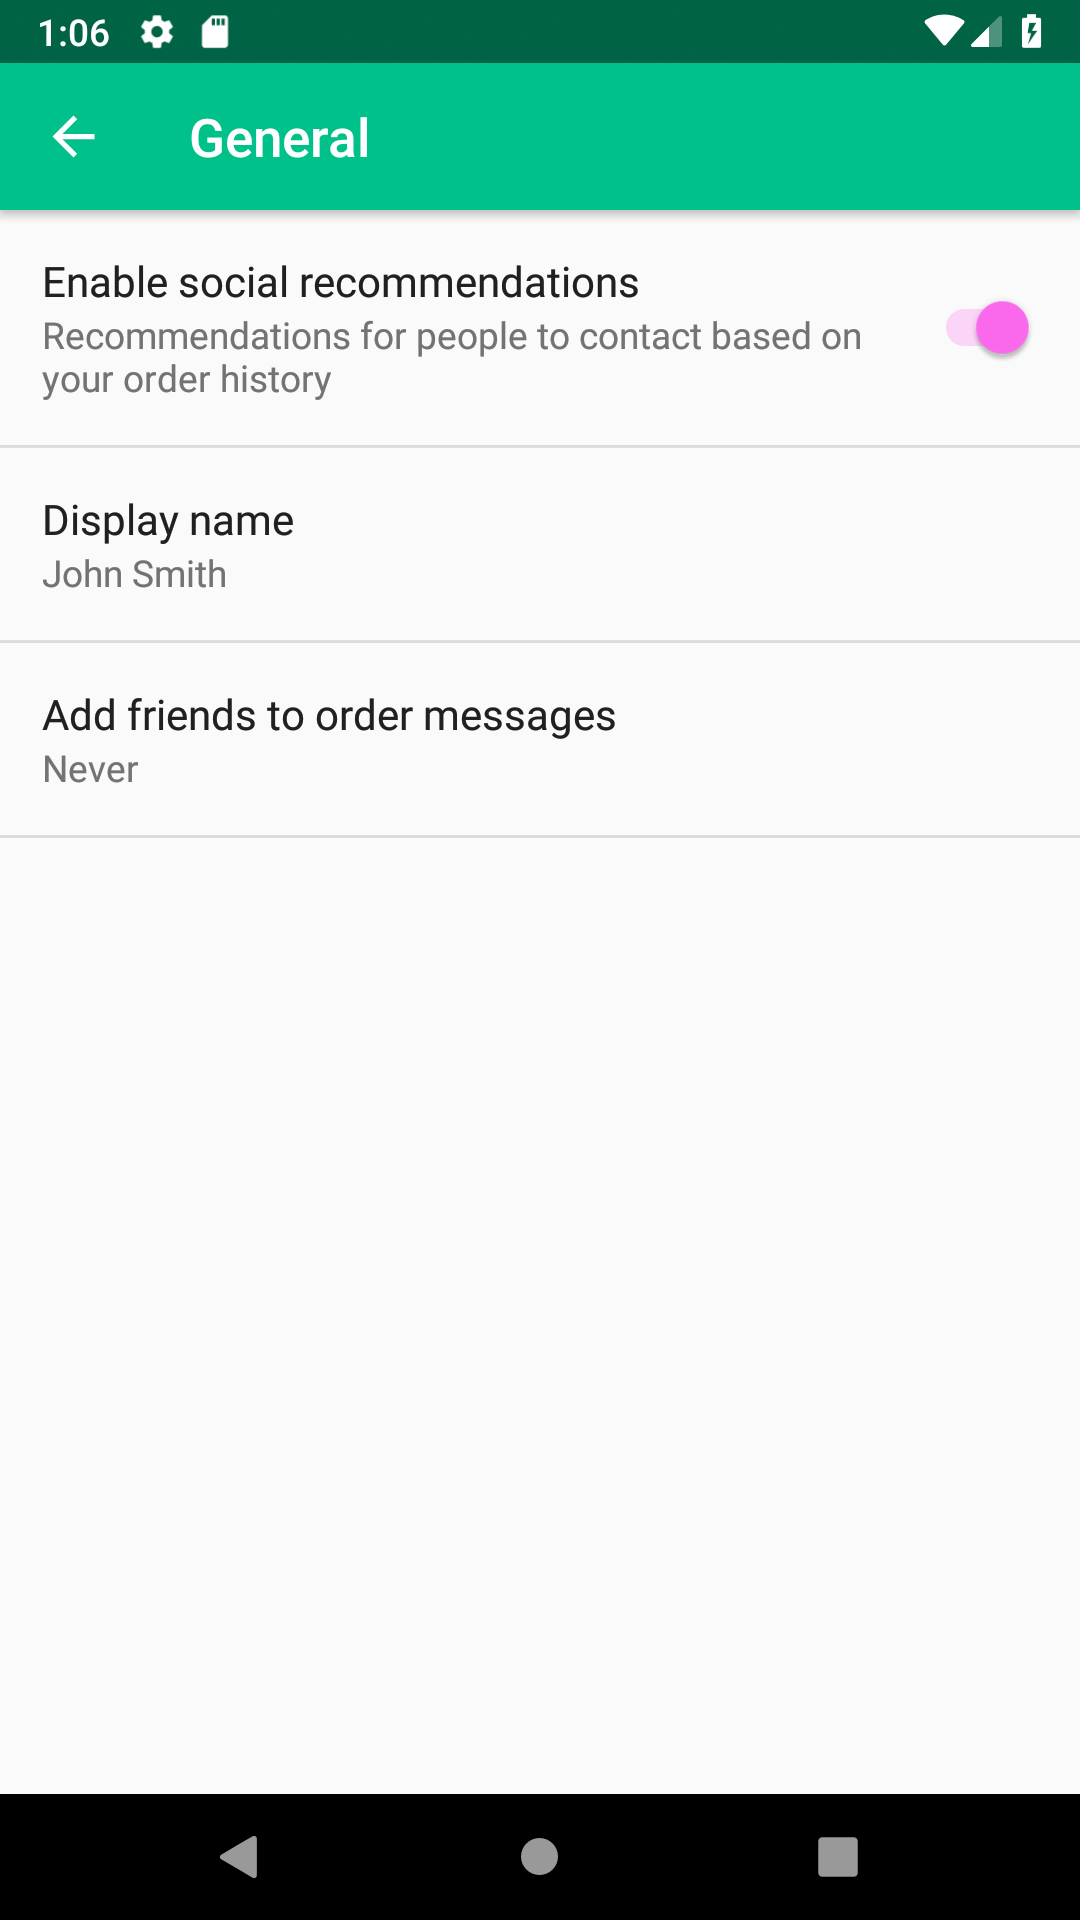 1:06
General
Enable social recommendations
Recommendations for people to contact based on
your order history
Display name
John Smith
Add friends to order messages
Never